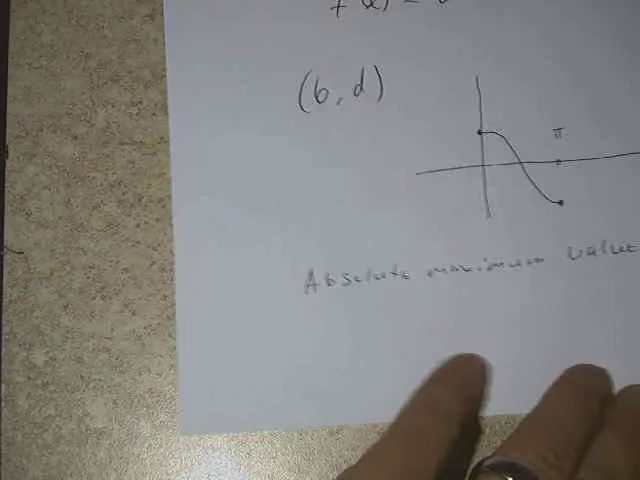 (b, d)
π
Absolute maximum value